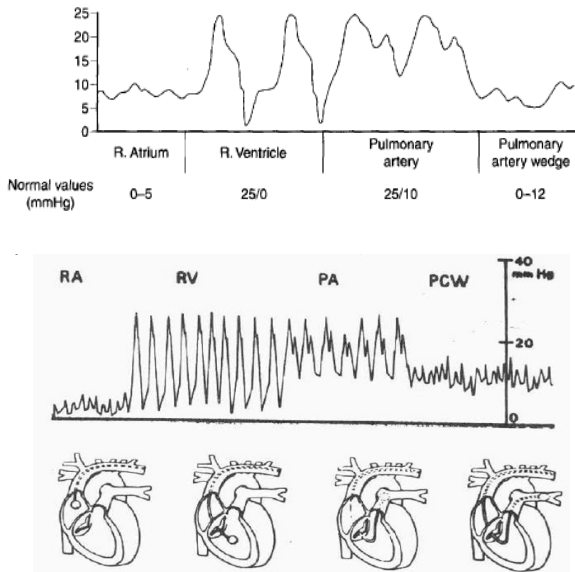 25
20
15
10
5
0
R. Atrium R. Ventricle Pulmonary artery Pulmonary artery wedge
Normal values (mmHg) 0–5 25/0 25/10 0–12
RA RV PA PCW
40
mm Hg
20
0